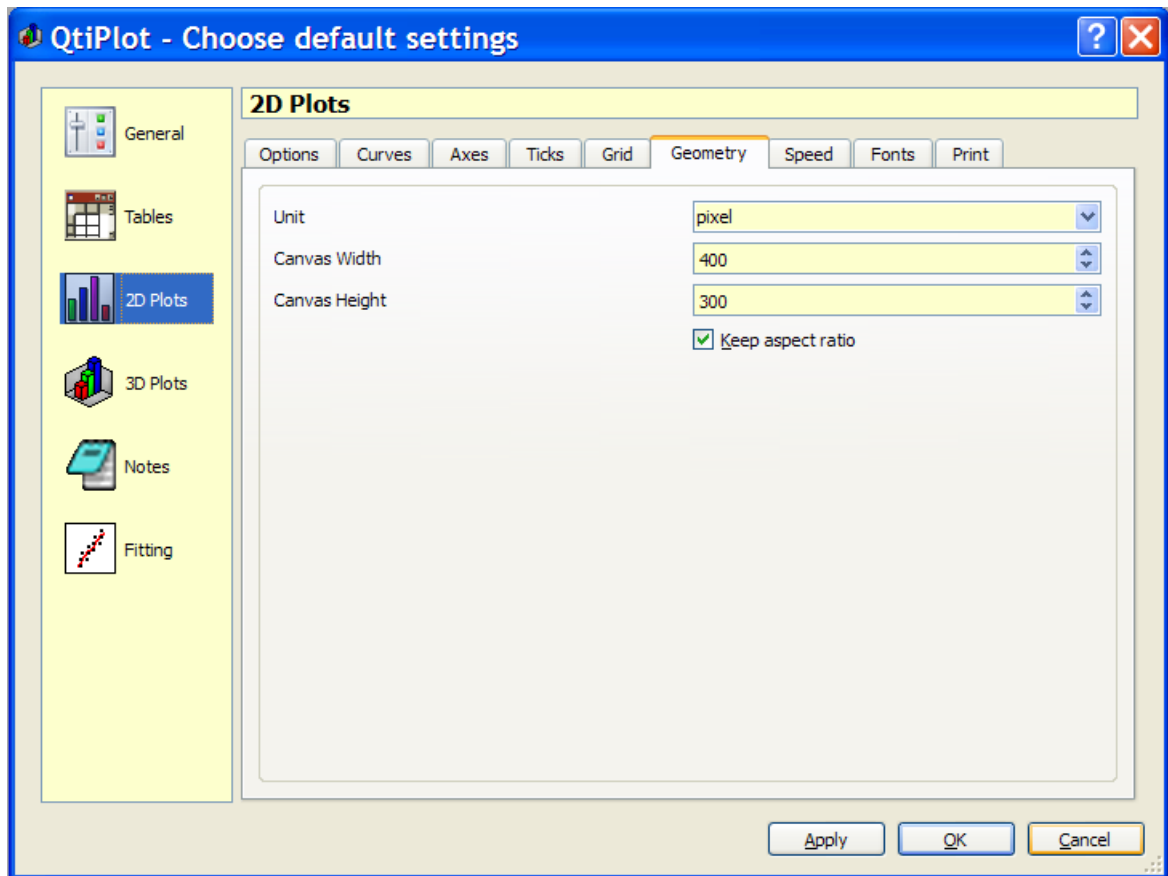 QtiPlot - Choose default settings
General
Tables
2D Plots
3D Plots
Notes
Fitting
2D Plots
Options Curves Axes Ticks Grid Geometry Speed Fonts Print
Unit pixel
Canvas Width 400
Canvas Height 300
Keep aspect ratio
Apply OK Cancel